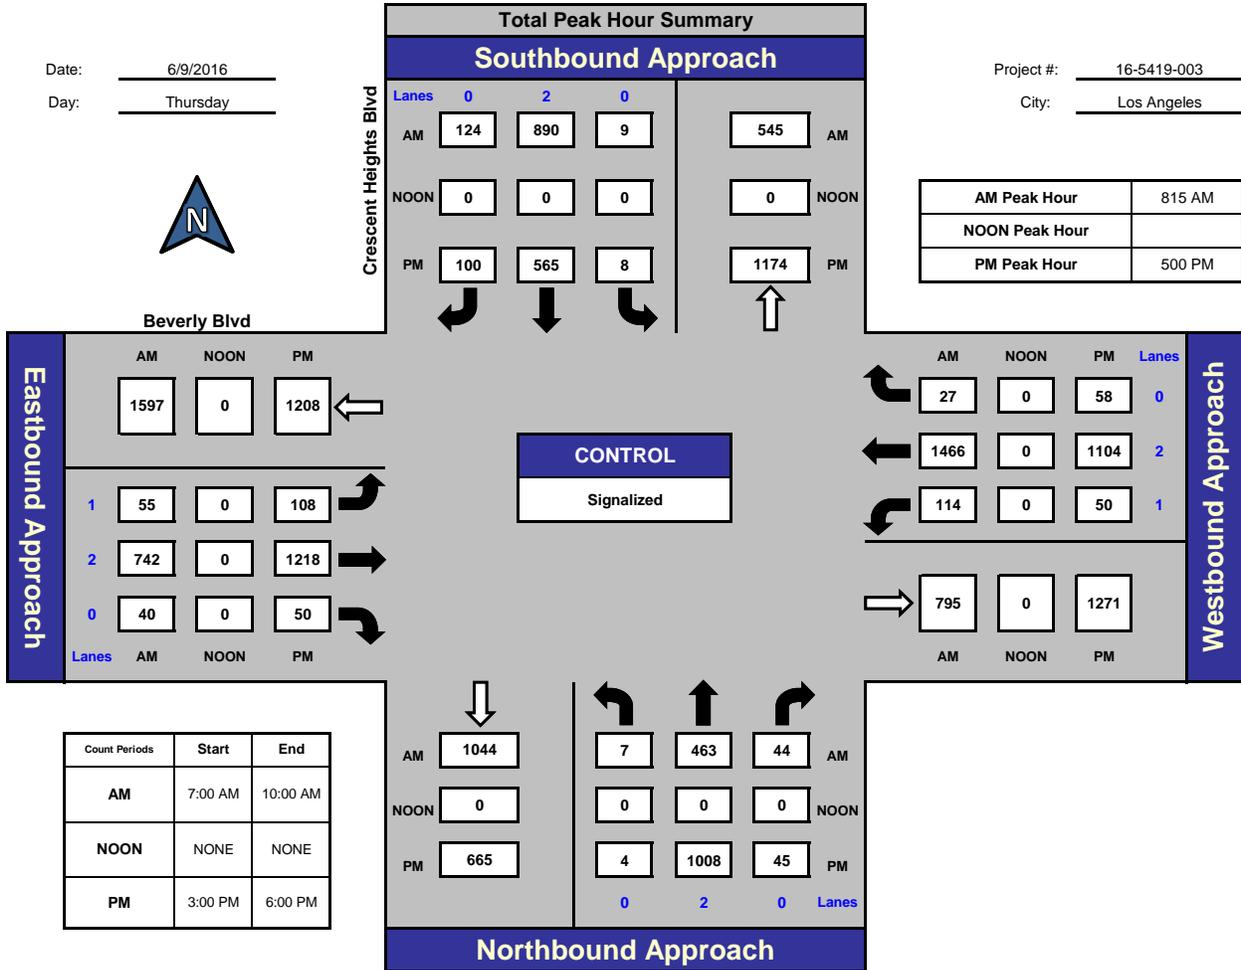 Total Peak Hour Summary
Southbound Approach
Date: 6/9/2016
Day: Thursday
Project #: 16-5419-003
City: Los Angeles
N
Crescent Heights Blvd
Lanes 0 2 0
AM 124 890 9 545 AM
NOON 0 0 0 0 NOON
PM 100 565 8 1174 PM
AM Peak Hour 815 AM
NOON Peak Hour
PM Peak Hour 500 PM
Beverly Blvd
Eastbound Approach
AM NOON PM
1597 0 1208
1 55 0 108
2 742 0 1218
0 40 0 50
Lanes AM NOON PM
CONTROL
Signalized
AM NOON PM Lanes
27 0 58 0
1466 0 1104 2
114 0 50 1
795 0 1271
AM NOON PM
Westbound Approach
AM 1044 7 463 44 AM
NOON 0 0 0 0 NOON
PM 665 4 1008 45 PM
0 2 0 Lanes
Northbound Approach
Count Periods Start End
AM 7:00 AM 10:00 AM
NOON NONE NONE
PM 3:00 PM 6:00 PM